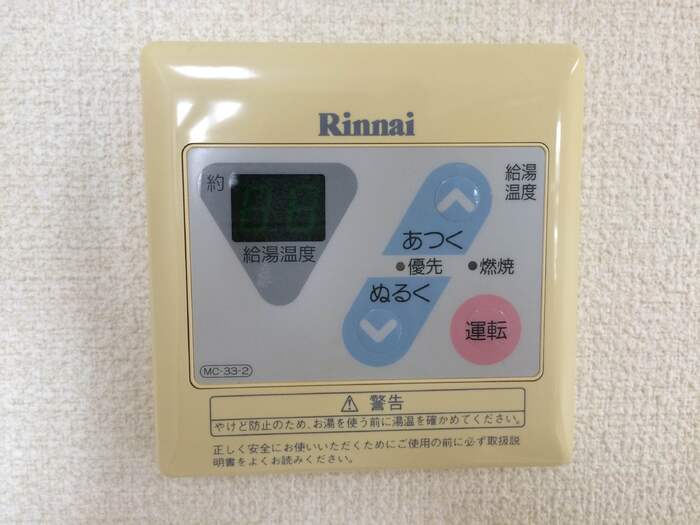 Rinnai
約
給湯温度
給湯
温度
あつく
優先
燃焼
ぬるく
運転
MC-33-2
警告
やけど防止のため、お湯を使う前に湯温を確かめてください。
正しく安全にお使いいただくためにご使用の前に必ず取扱説
明書をよくお読みください。